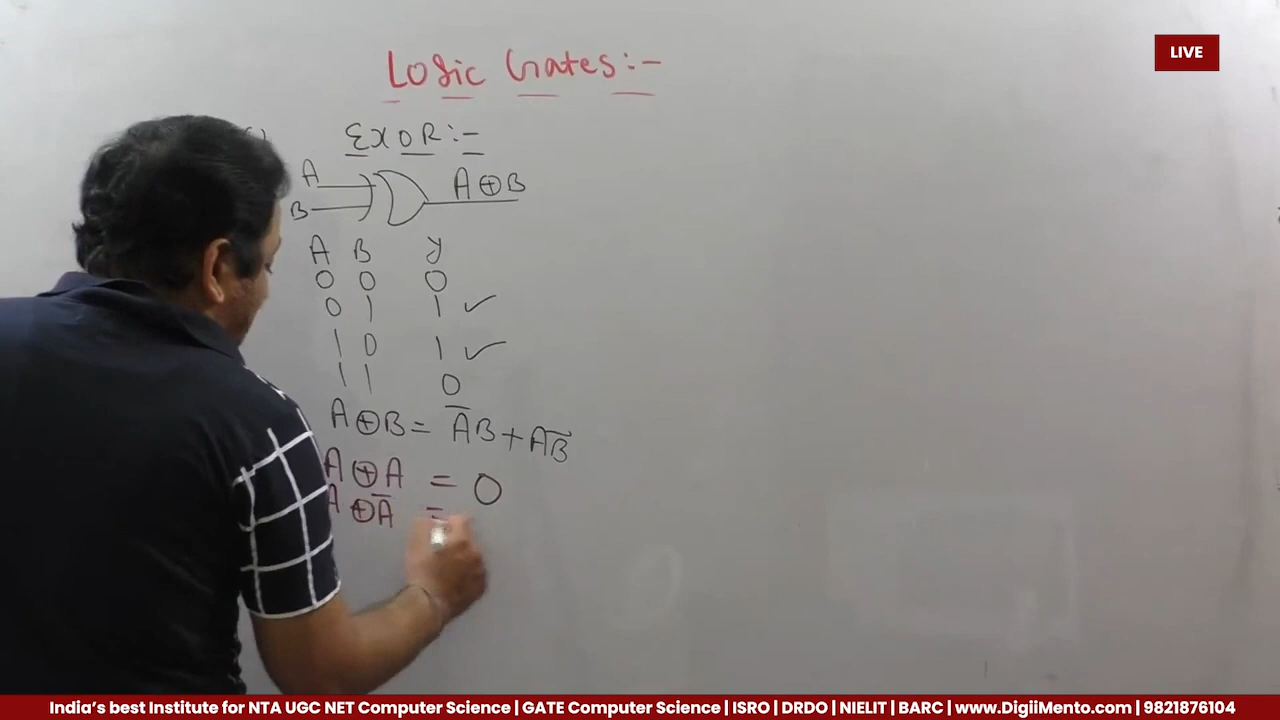 LIVE
Logic Gates:-
EXOR:-
A
B
A⊕B
A B Y
0 0 0
0 1 1 ✓
1 0 1 ✓
1 1 0
A⊕B = A̅B + AB̅
A⊕A = 0
A⊕A̅ =
India's best Institute for NTA UGC NET Computer Science | GATE Computer Science | ISRO | DRDO | NIELIT | BARC | www.DigiiMento.com | 9821876104